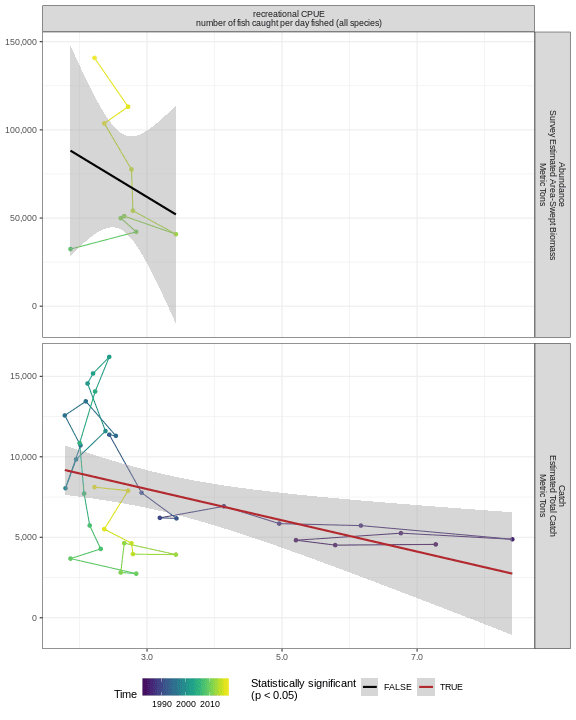 recreational CPUE
number of fish caught per day fished (all species)
150,000
100,000
50,000
0
Abundance
Survey Estimated Area-Swept Biomass
Metric Tons
15,000
10,000
5,000
0
Catch
Estimated Total Catch
Metric Tons
3.0 5.0 7.0
Time
1990 2000 2010
Statistically significant
(p < 0.05)
FALSE TRUE